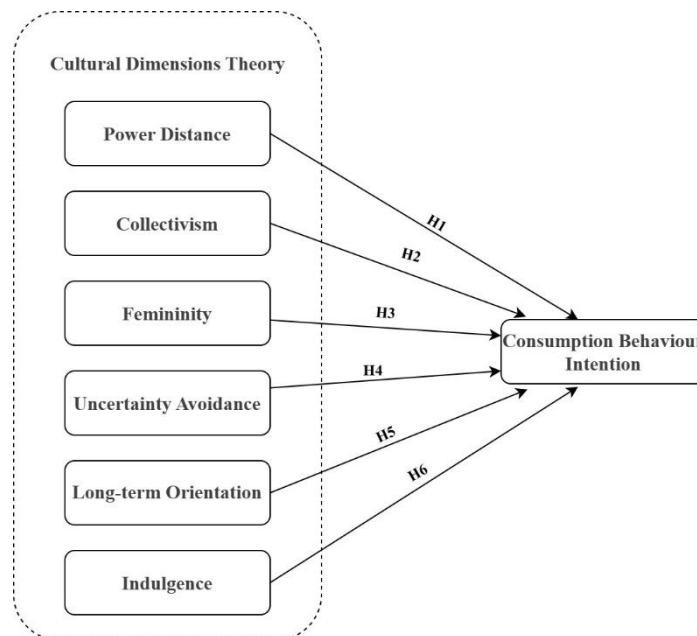 Cultural Dimensions Theory
Power Distance
H1
Collectivism
H2
Femininity
H3
Consumption Behaviour
Intention
H4
Uncertainty Avoidance
H5
Long-term Orientation
H6
Indulgence